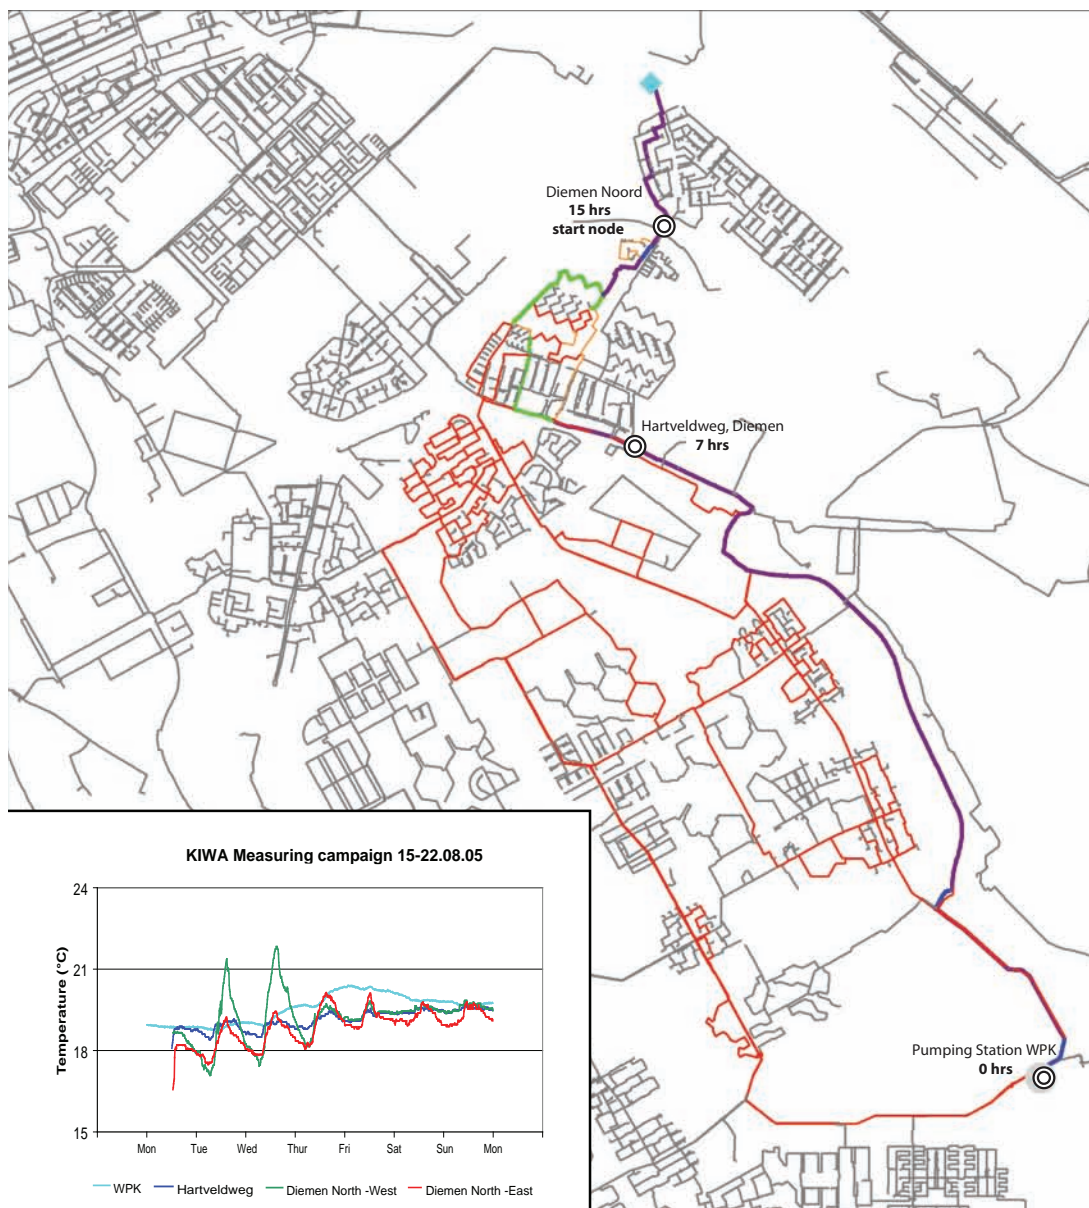 Diemen Noord
15 hrs
start node
Hartveldweg, Diemen
7 hrs
Pumping Station WPK
0 hrs
KIWA Measuring campaign 15-22.08.05
Temperature (°C)
24
21
18
15
Mon Tue Wed Thur Fri Sat Sun Mon
WPK Hartveldweg Diemen North -West Diemen North -East